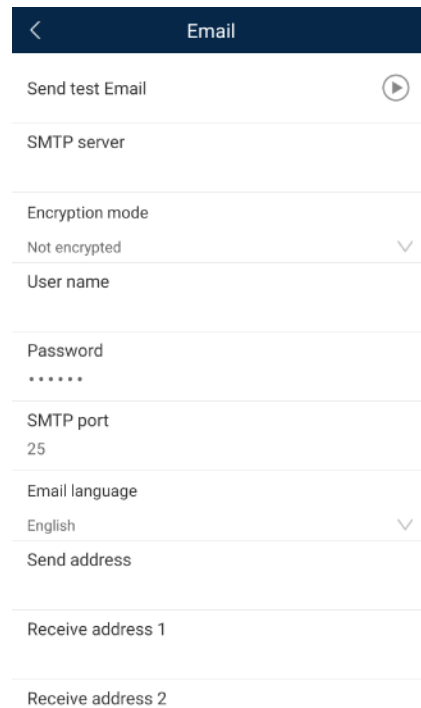 Email
Send test Email
SMTP server
Encryption mode
Not encrypted
User name
Password
••••••
SMTP port
25
Email language
English
Send address
Receive address 1
Receive address 2